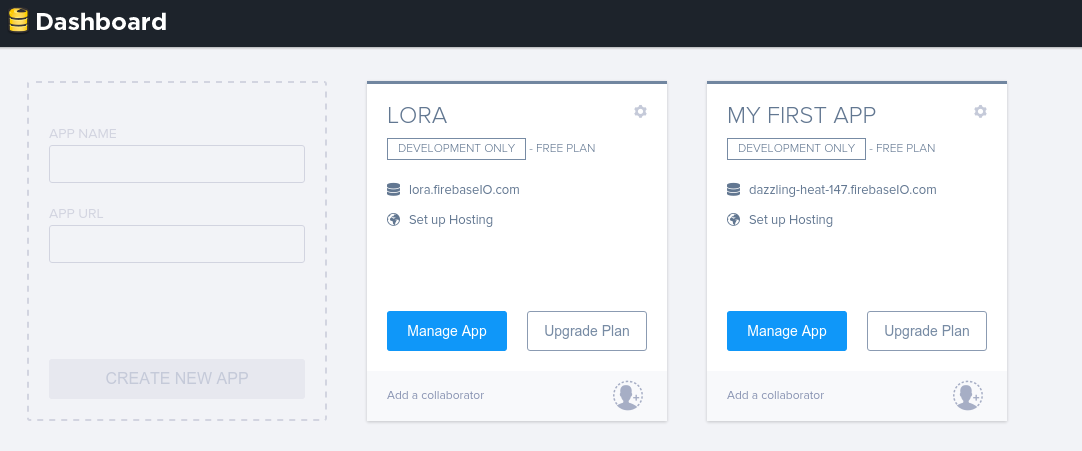 Dashboard
APP NAME
APP URL
CREATE NEW APP
LORA
DEVELOPMENT ONLY - FREE PLAN
lora.firebaseIO.com
Set up Hosting
Manage App
Upgrade Plan
Add a collaborator
MY FIRST APP
DEVELOPMENT ONLY - FREE PLAN
dazzling-heat-147.firebaseIO.com
Set up Hosting
Manage App
Upgrade Plan
Add a collaborator